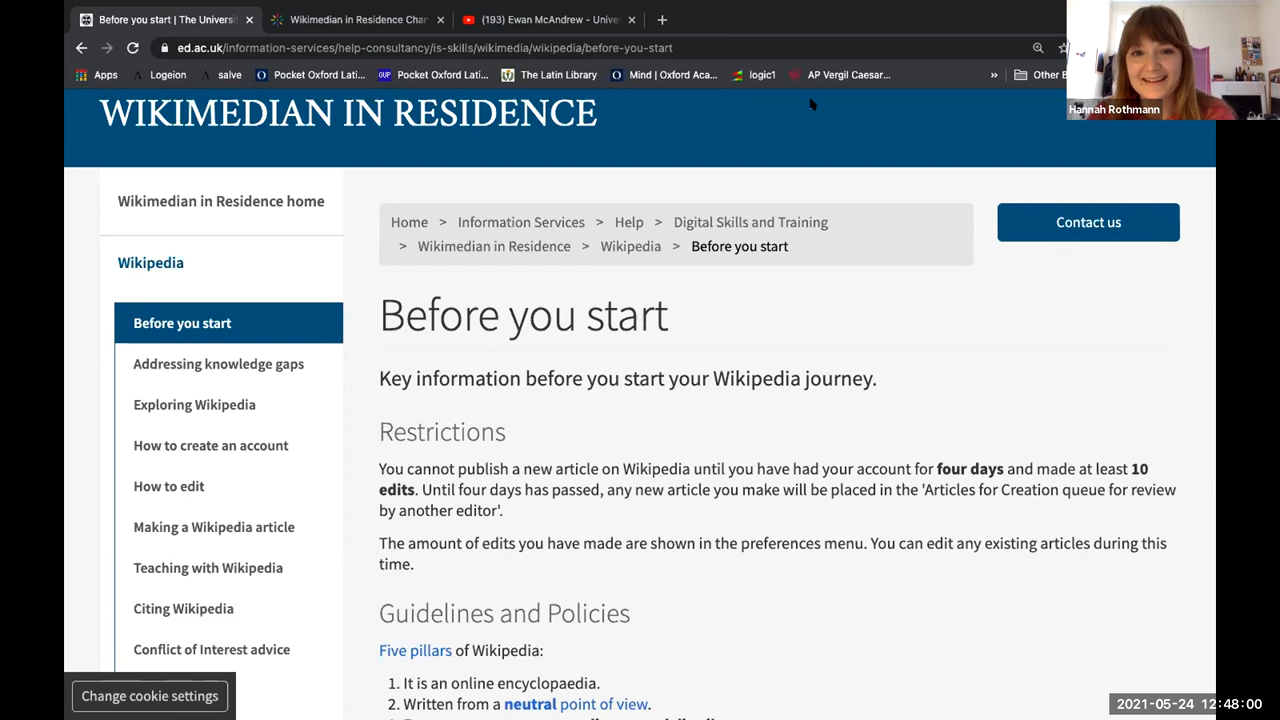 Before you start | The Universi
Wikimedian in Residence Chan
(193) Ewan McAndrew - Univer
ed.ac.uk/information-services/help-consultancy/is-skills/wikimedia/wikipedia/before-you-start
Apps
Logeion
salve
Pocket Oxford Lati...
Pocket Oxford Lati...
The Latin Library
Mind | Oxford Aca...
logic1
AP Vergil Caesar...
»
Other B
Hannah Rothmann
WIKIMEDIAN IN RESIDENCE
Wikimedian in Residence home
Wikipedia
Before you start
Addressing knowledge gaps
Exploring Wikipedia
How to create an account
How to edit
Making a Wikipedia article
Teaching with Wikipedia
Citing Wikipedia
Conflict of Interest advice
Change cookie settings
Home > Information Services > Help > Digital Skills and Training
> Wikimedian in Residence > Wikipedia > Before you start
Contact us
Before you start
Key information before you start your Wikipedia journey.
Restrictions
You cannot publish a new article on Wikipedia until you have had your account for four days and made at least 10
edits. Until four days has passed, any new article you make will be placed in the 'Articles for Creation queue for review
by another editor'.
The amount of edits you have made are shown in the preferences menu. You can edit any existing articles during this
time.
Guidelines and Policies
Five pillars of Wikipedia:
1. It is an online encyclopaedia.
2. Written from a neutral point of view.
2021-05-24 12:48:00